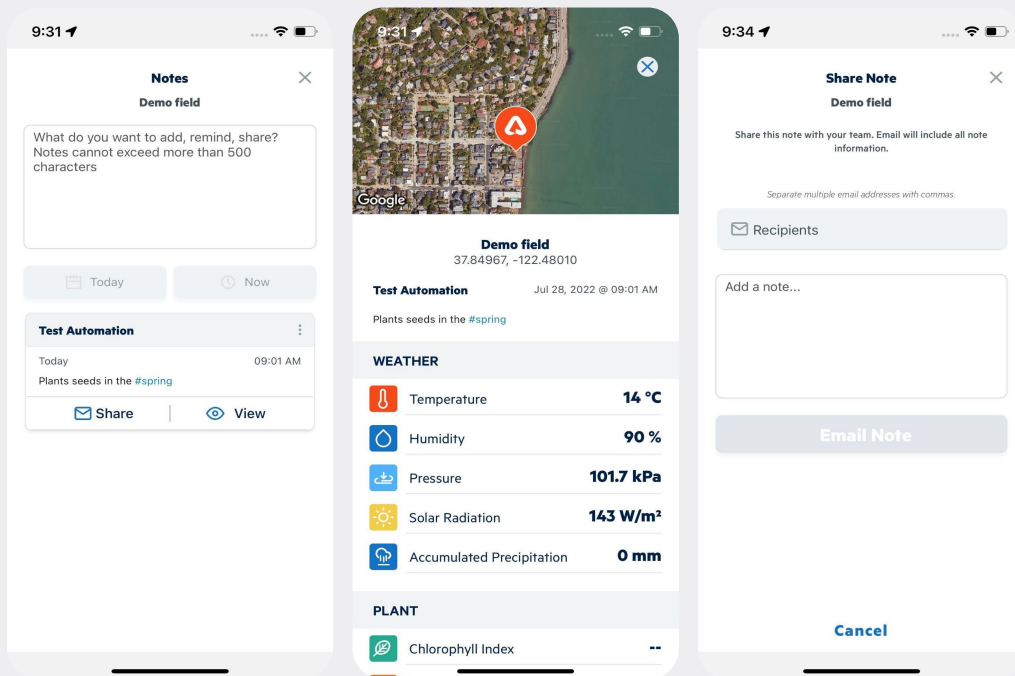 9:31
Notes
Demo field
What do you want to add, remind, share?
Notes cannot exceed more than 500
characters
Today
Now
Test Automation
Today
09:01 AM
Plants seeds in the #spring
Share
View
9:31
Google
Demo field
37.84967, -122.48010
Test Automation
Jul 28, 2022 @ 09:01 AM
Plants seeds in the #spring
WEATHER
Temperature
14 °C
Humidity
90 %
Pressure
101.7 kPa
Solar Radiation
143 W/m²
Accumulated Precipitation
0 mm
PLANT
Chlorophyll Index
--
9:34
Share Note
Demo field
Share this note with your team. Email will include all note
information.
Separate multiple email addresses with commas.
Recipients
Add a note...
Email Note
Cancel